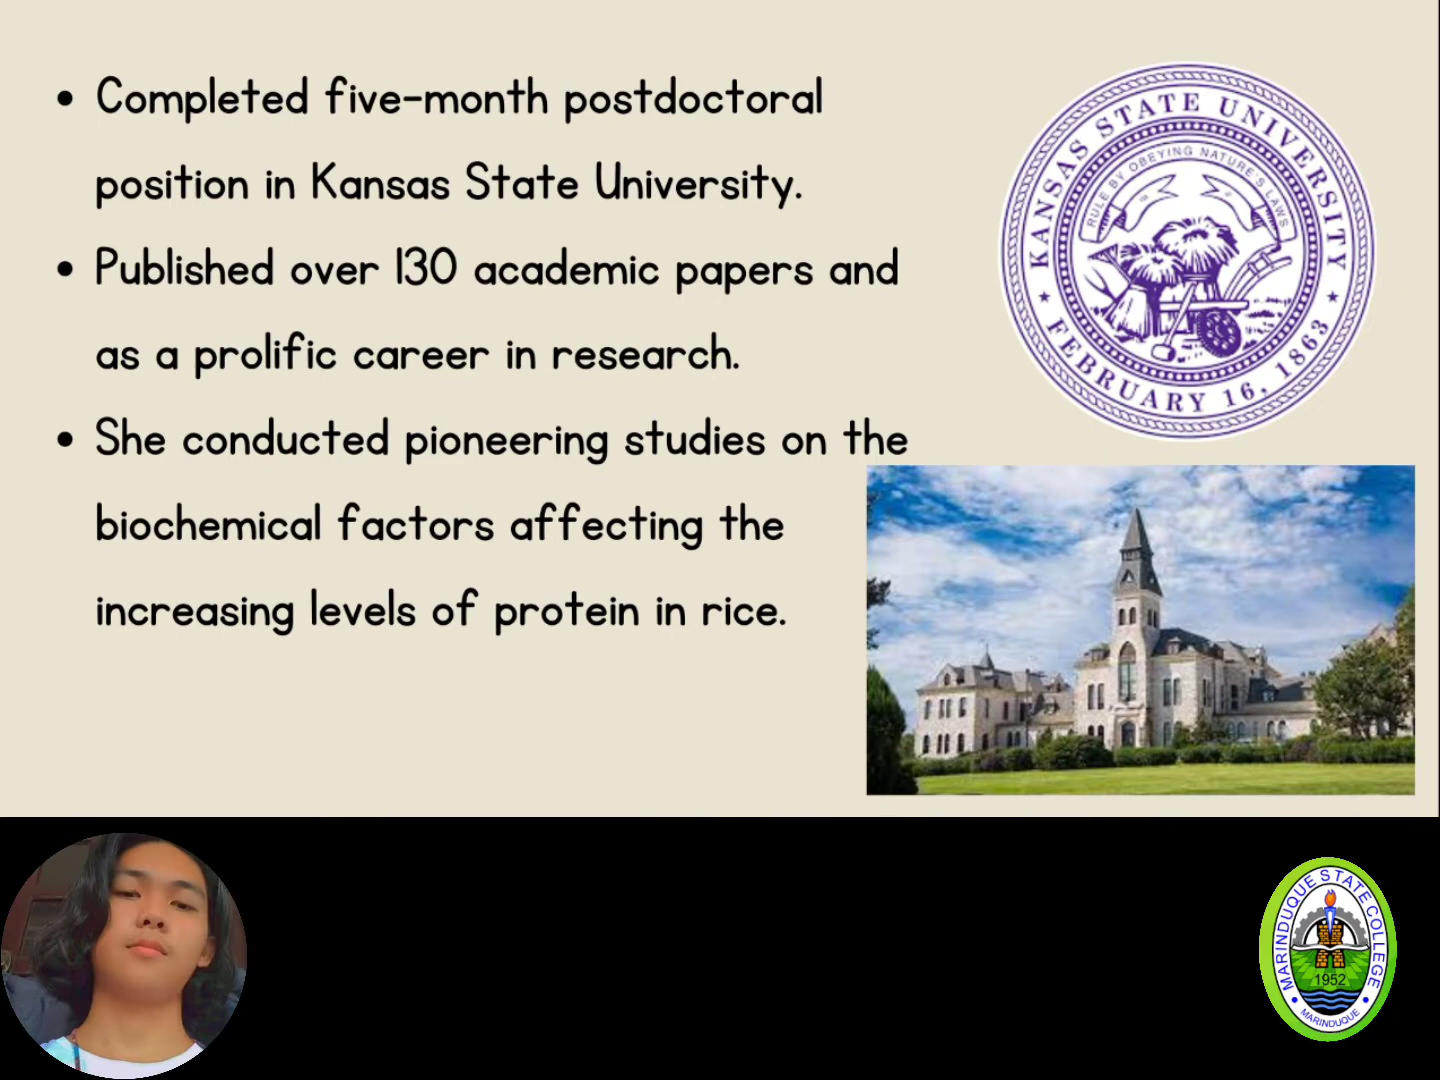 • Completed five-month postdoctoral
position in Kansas State University.
• Published over 130 academic papers and
as a prolific career in research.
• She conducted pioneering studies on the
biochemical factors affecting the
increasing levels of protein in rice.
KANSAS STATE UNIVERSITY
RULE BY OBEYING NATURE'S LAWS
★ FEBRUARY 16, 1863 ★
MARINDUQUE STATE COLLEGE
1952
• MARINDUQUE •